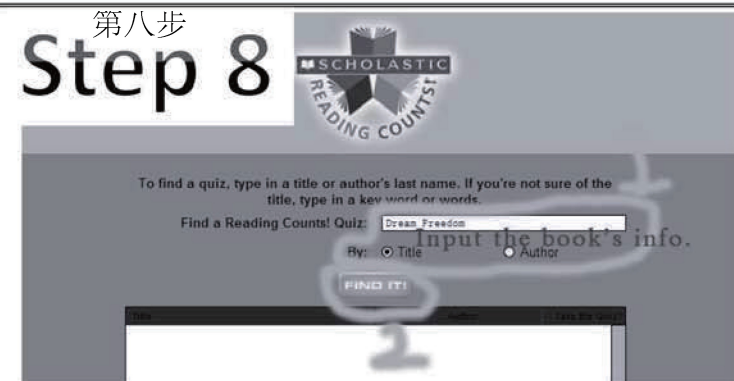 第八步
Step 8
SCHOLASTIC
READING COUNTS!
1
To find a quiz, type in a title or author's last name. If you're not sure of the
title, type in a key word or words.
Find a Reading Counts! Quiz: Dream Freedom
Input the book's info.
By: Title Author
FIND IT!
Title Author Take the Quiz?
2